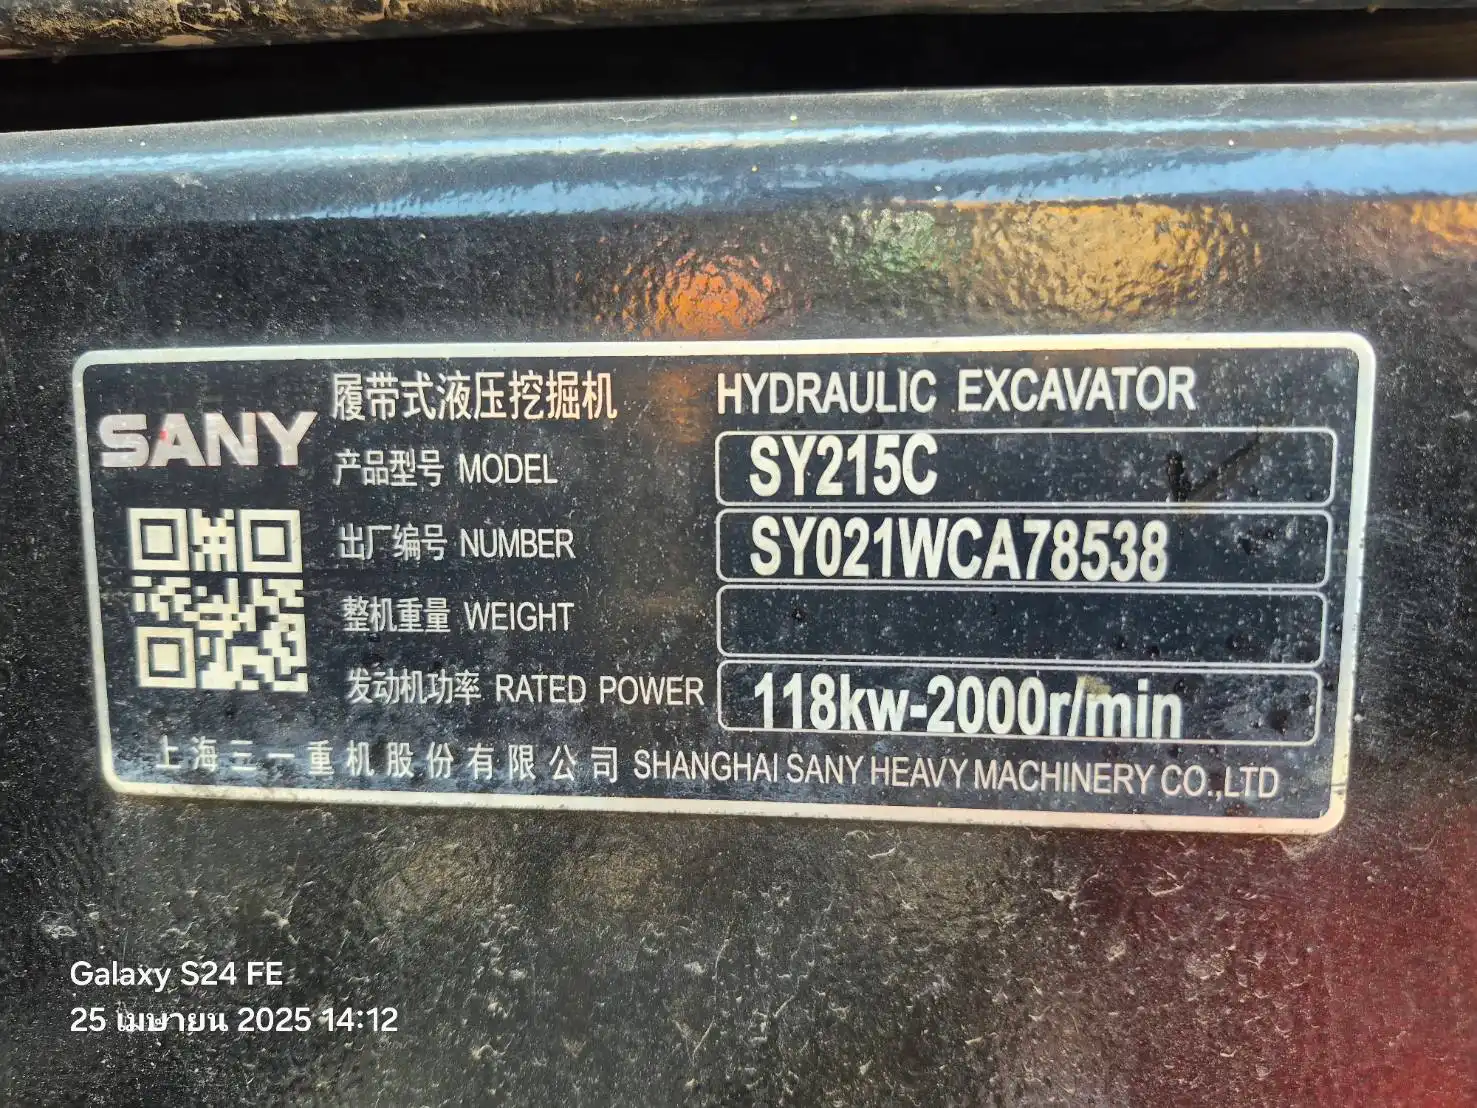 履带式液压挖掘机 HYDRAULIC EXCAVATOR
SANY
产品型号 MODEL SY215C
出厂编号 NUMBER SY021WCA78538
整机重量 WEIGHT
发动机功率 RATED POWER 118kw-2000r/min
上海三一重机股份有限公司 SHANGHAI SANY HEAVY MACHINERY CO.,LTD
Galaxy S24 FE
25 เมษายน 2025 14:12